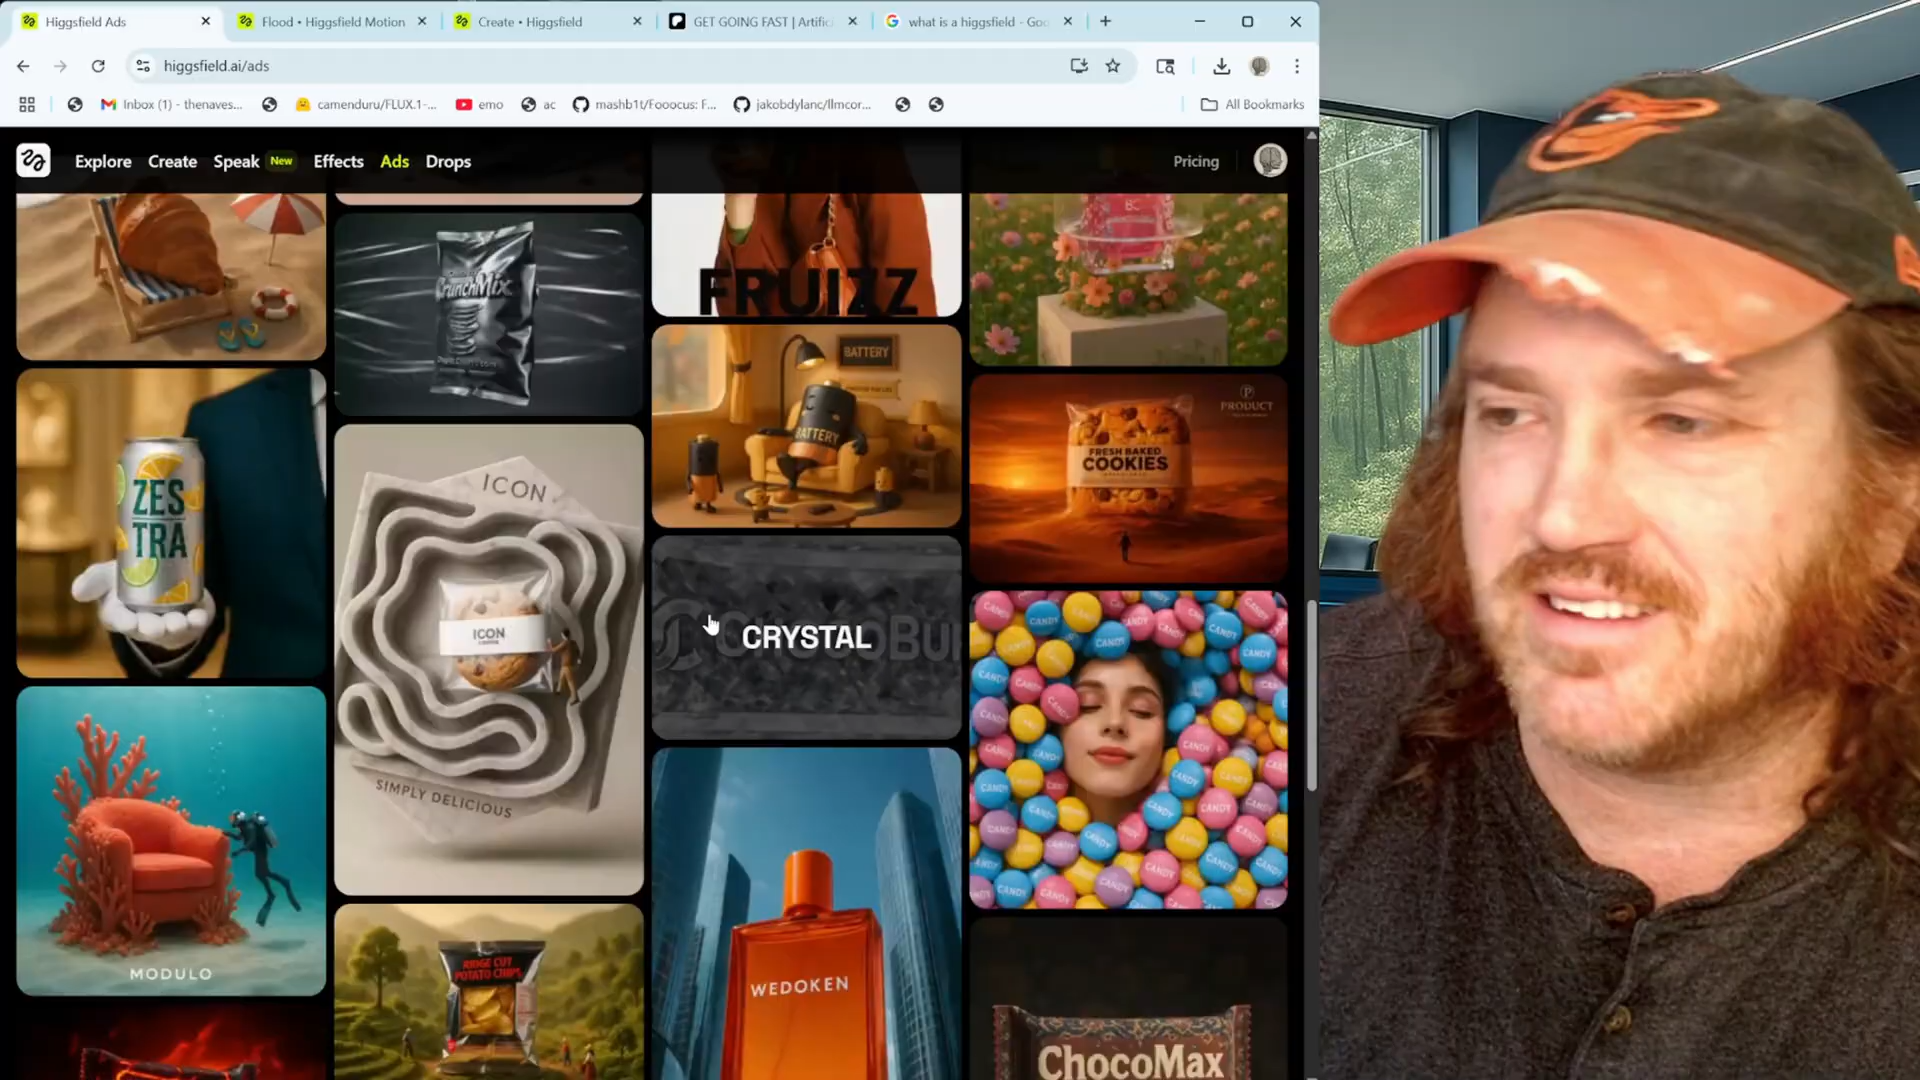 Higgsfield Ads
Flood • Higgsfield Motion
Create • Higgsfield
GET GOING FAST | Artific
what is a higgsfield - Goo
higgsfield.ai/ads
Inbox (1) - thenaves...
camenduru/FLUX.1-...
emo
ac
mashb1t/Fooocus: F...
jakobdylanc/llmcor...
All Bookmarks
Explore
Create
Speak
New
Effects
Ads
Drops
Pricing
CrunchMix
FRUIZZ
BC
BATTERY
BATTERY
PRODUCT
FRESH BAKED
COOKIES
ZES
TRA
ICON
ICON
SIMPLY DELICIOUS
CRYSTAL
CANDY
MODULO
RIDGE CUT
POTATO CHIPS
WEDOKEN
ChocoMax